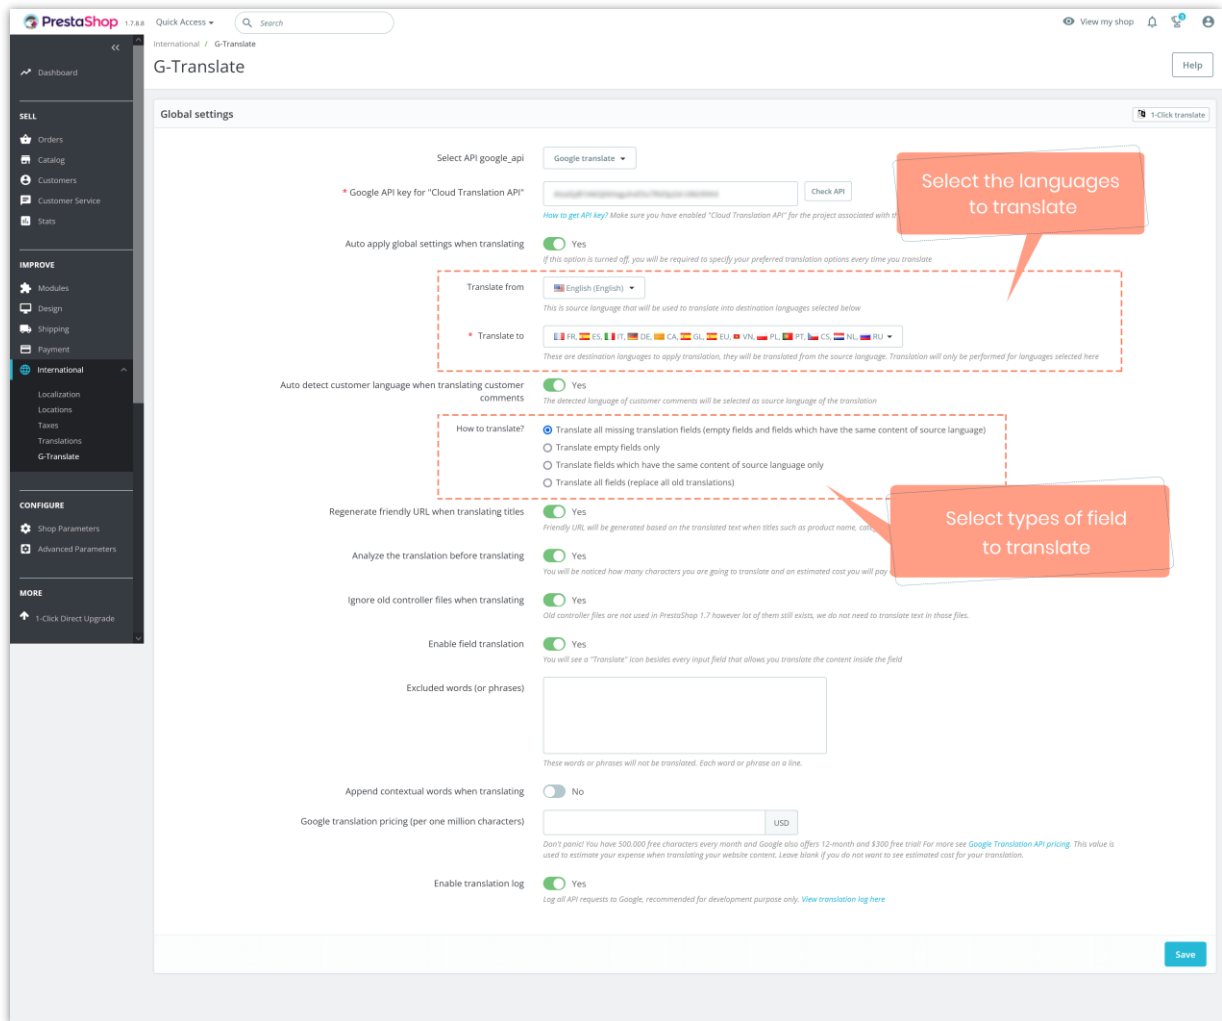 PrestaShop 1.7.8.8 Quick Access Search View my shop
International / G-Translate
G-Translate
Help
Dashboard
SELL
Orders
Catalog
Customers
Customer Service
Stats
IMPROVE
Modules
Design
Shipping
Payment
International
Localization
Locations
Taxes
Translations
G-Translate
CONFIGURE
Shop Parameters
Advanced Parameters
MORE
1-Click Direct Upgrade
Global settings
1-Click translate
Select API google_api Google translate
* Google API key for "Cloud Translation API" Check API
How to get API key? Make sure you have enabled "Cloud Translation API" for the project associated with
Select the languages
to translate
Auto apply global settings when translating Yes
If this option is turned off, you will be required to specify your preferred translation options every time you translate
Translate from English (English)
This is source language that will be used to translate into destination languages selected below
* Translate to FR, ES, IT, DE, CA, GL, EU, VN, PL, PT, CS, NL, RU
These are destination languages to apply translation, they will be translated from the source language. Translation will only be performed for languages selected here
Auto detect customer language when translating customer
comments
Yes
The detected language of customer comments will be selected as source language of the translation
How to translate? Translate all missing translation fields (empty fields and fields which have the same content of source language)
Translate empty fields only
Translate fields which have the same content of source language only
Translate all fields (replace all old translations)
Select types of field
to translate
Regenerate friendly URL when translating titles Yes
Friendly URL will be generated based on the translated text when titles such as product name,
Analyze the translation before translating Yes
You will be noticed how many characters you are going to translate and an estimated cost you will pay
Ignore old controller files when translating Yes
Old controller files are not used in PrestaShop 1.7 however lot of them still exists, we do not need to translate text in those files.
Enable field translation Yes
You will see a "Translate" icon besides every input field that allows you translate the content inside the field
Excluded words (or phrases)
These words or phrases will not be translated. Each word or phrase on a line.
Append contextual words when translating No
Google translation pricing (per one million characters) USD
Don't panic! You have 500.000 free characters every month and Google also offers 12-month and $300 free trial! For more see Google Translation API pricing. This value is
used to estimate your expense when translating your website content. Leave blank if you do not want to see estimated cost for your translation.
Enable translation log Yes
Log all API requests to Google, recommended for development purpose only. View translation log here
Save